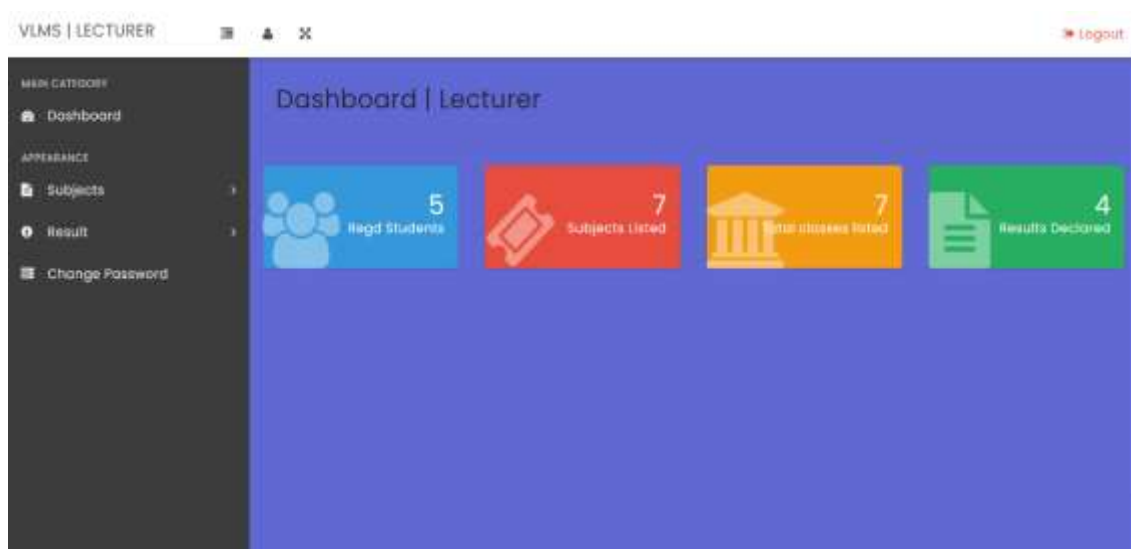 VLMS | LECTURER
Logout
MAIN CATEGORY
Dashboard
APPEARANCE
Subjects
Result
Change Password
Dashboard | Lecturer
5
Regd Students
7
Subjects Listed
7
Total classes listed
4
Results Declared